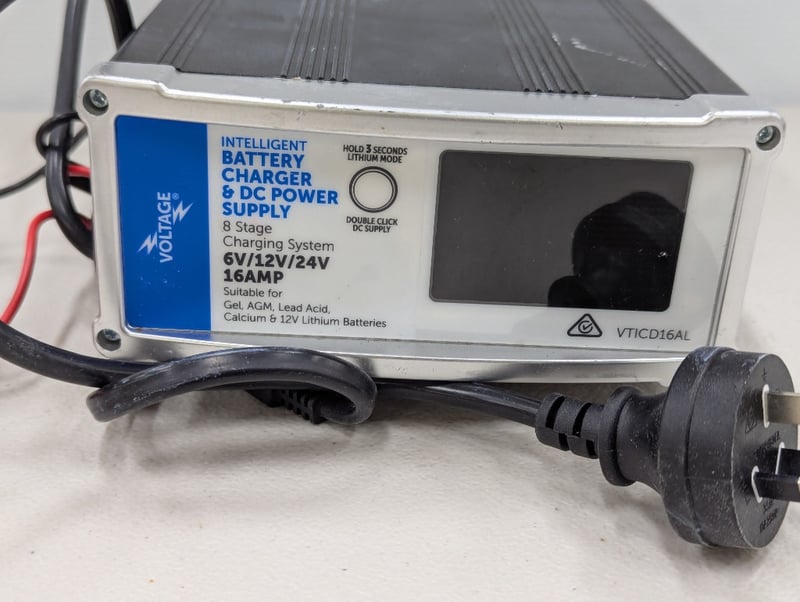 VOLTAGE®
INTELLIGENT
BATTERY
CHARGER
& DC POWER
SUPPLY
8 Stage
Charging System
6V/12V/24V
16AMP
Suitable for
Gel, AGM, Lead Acid,
Calcium & 12V Lithium Batteries
HOLD 3 SECONDS
LITHIUM MODE
DOUBLE CLICK
DC SUPPLY
VTICD16AL